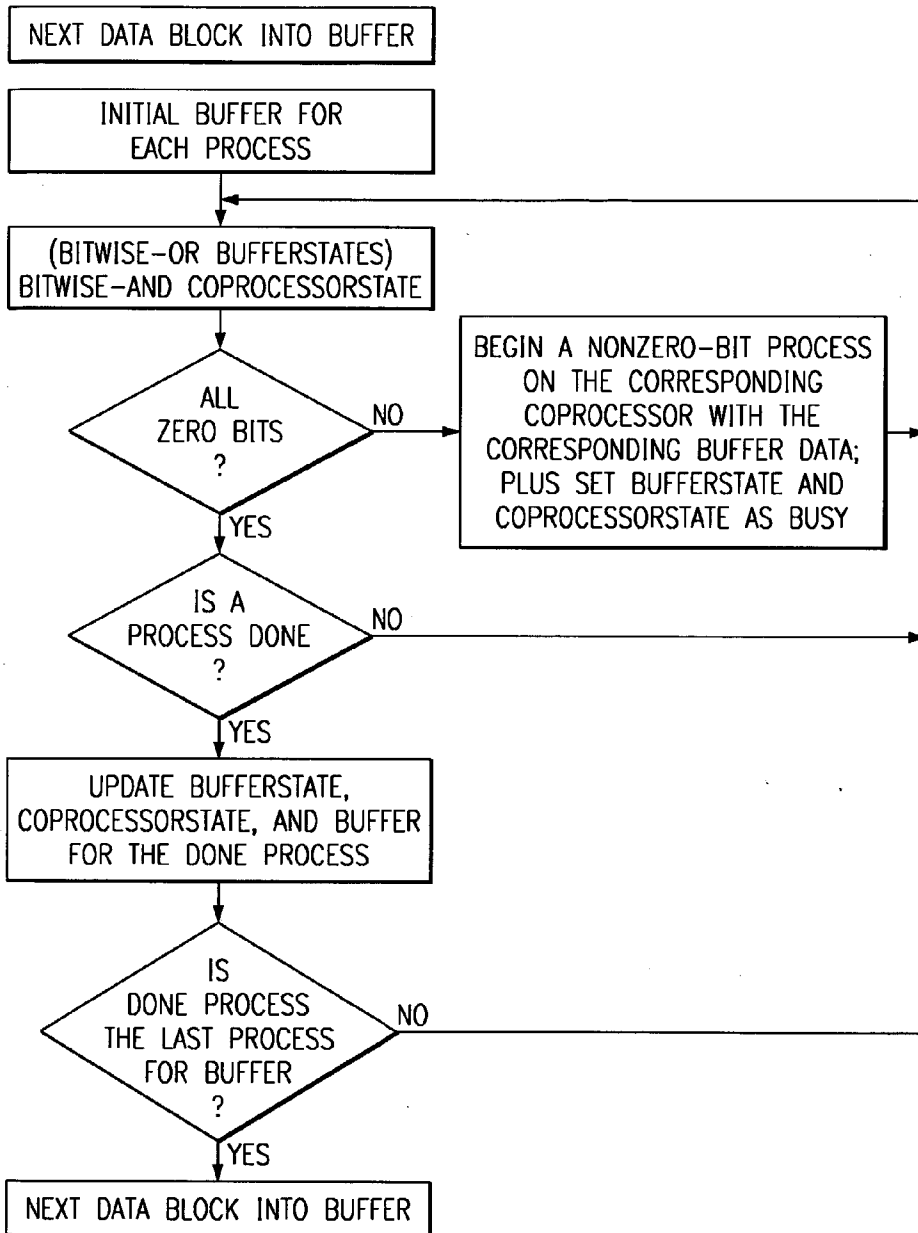 NEXT DATA BLOCK INTO BUFFER
INITIAL BUFFER FOR
EACH PROCESS
(BITWISE-OR BUFFERSTATES)
BITWISE-AND COPROCESSORSTATE
ALL
ZERO BITS
?
NO
YES
BEGIN A NONZERO-BIT PROCESS
ON THE CORRESPONDING
COPROCESSOR WITH THE
CORRESPONDING BUFFER DATA;
PLUS SET BUFFERSTATE AND
COPROCESSORSTATE AS BUSY
IS A
PROCESS DONE
?
NO
YES
UPDATE BUFFERSTATE,
COPROCESSORSTATE, AND BUFFER
FOR THE DONE PROCESS
IS
DONE PROCESS
THE LAST PROCESS
FOR BUFFER
?
NO
YES
NEXT DATA BLOCK INTO BUFFER